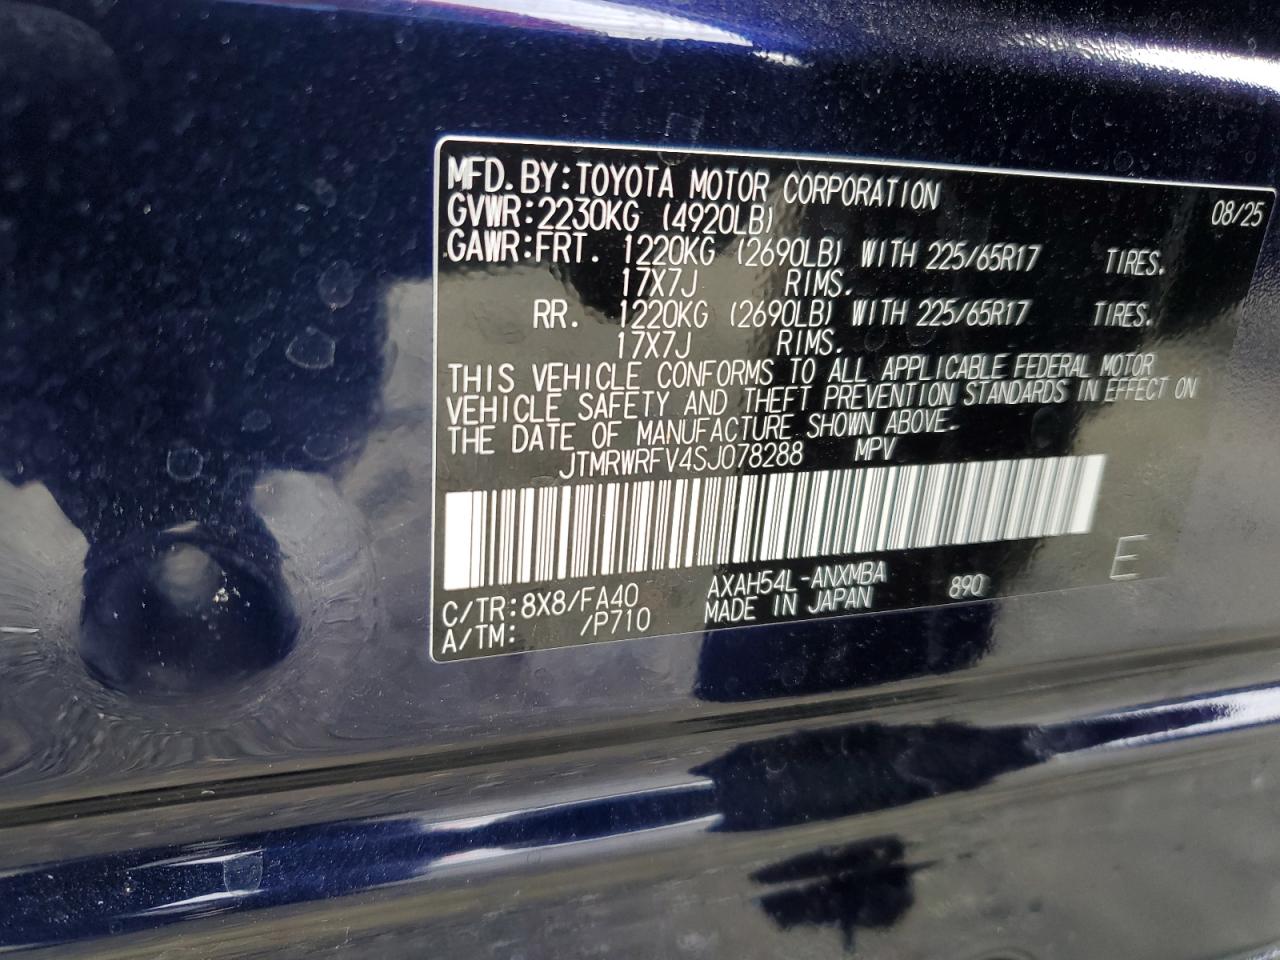 MFD. BY: TOYOTA MOTOR CORPORATION 08/25
GVWR: 2230KG (4920LB)
GAWR: FRT. 1220KG (2690LB) WITH 225/65R17 TIRES.
17X7J RIMS.
RR. 1220KG (2690LB) WITH 225/65R17 TIRES.
17X7J RIMS.
THIS VEHICLE CONFORMS TO ALL APPLICABLE FEDERAL MOTOR
VEHICLE SAFETY AND THEFT PREVENTION STANDARDS IN EFFECT ON
THE DATE OF MANUFACTURE SHOWN ABOVE.
JTMRWRFV4SJ078288 MPV
C/TR: 8X8/FA40 AXAH54L-ANXMBA 890 E
A/TM: /P710 MADE IN JAPAN